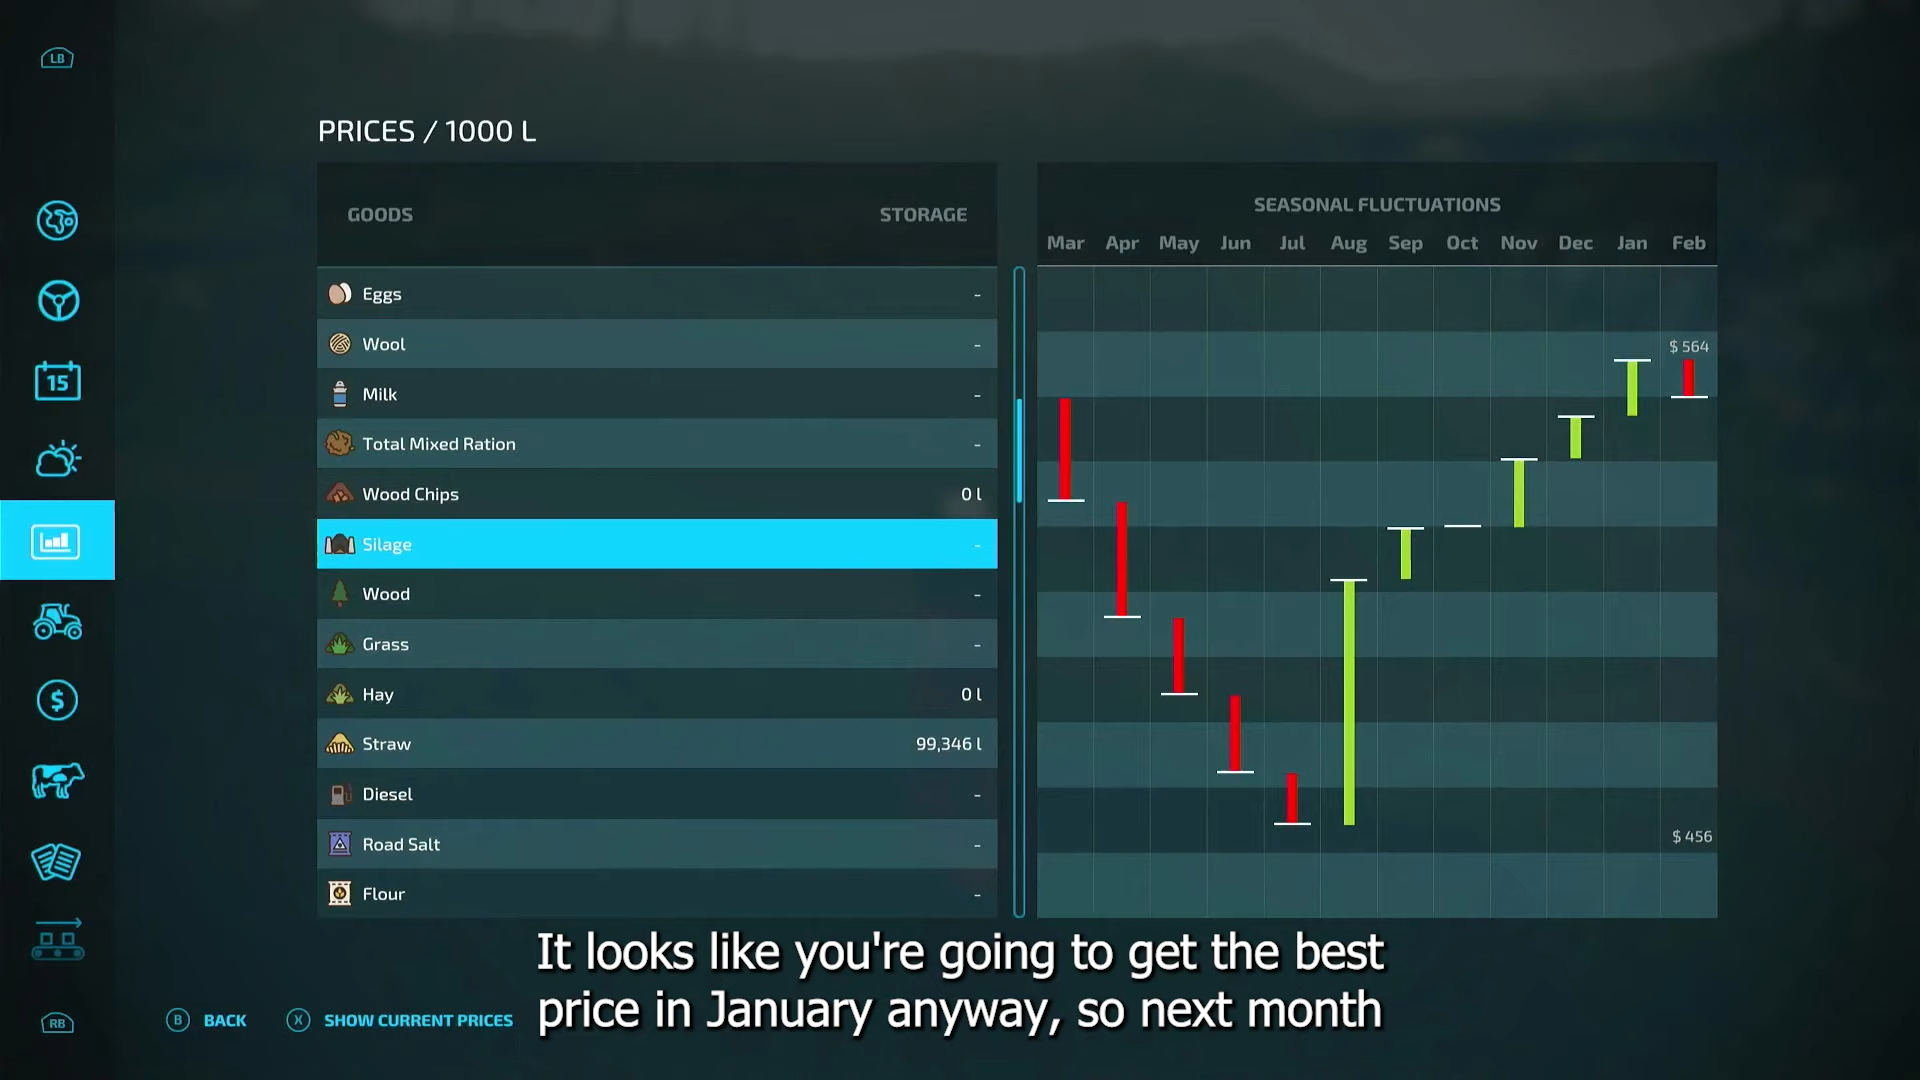 LB
PRICES / 1000 L
GOODS STORAGE
SEASONAL FLUCTUATIONS
Mar Apr May Jun Jul Aug Sep Oct Nov Dec Jan Feb
Eggs -
Wool -
$ 564
Milk -
15
Total Mixed Ration -
Wood Chips 0 l
Silage -
Wood -
Grass -
Hay 0 l
$
Straw 99,346 l
Diesel -
Road Salt -
$ 456
Flour -
It looks like you're going to get the best
price in January anyway, so next month
RB
B BACK X SHOW CURRENT PRICES